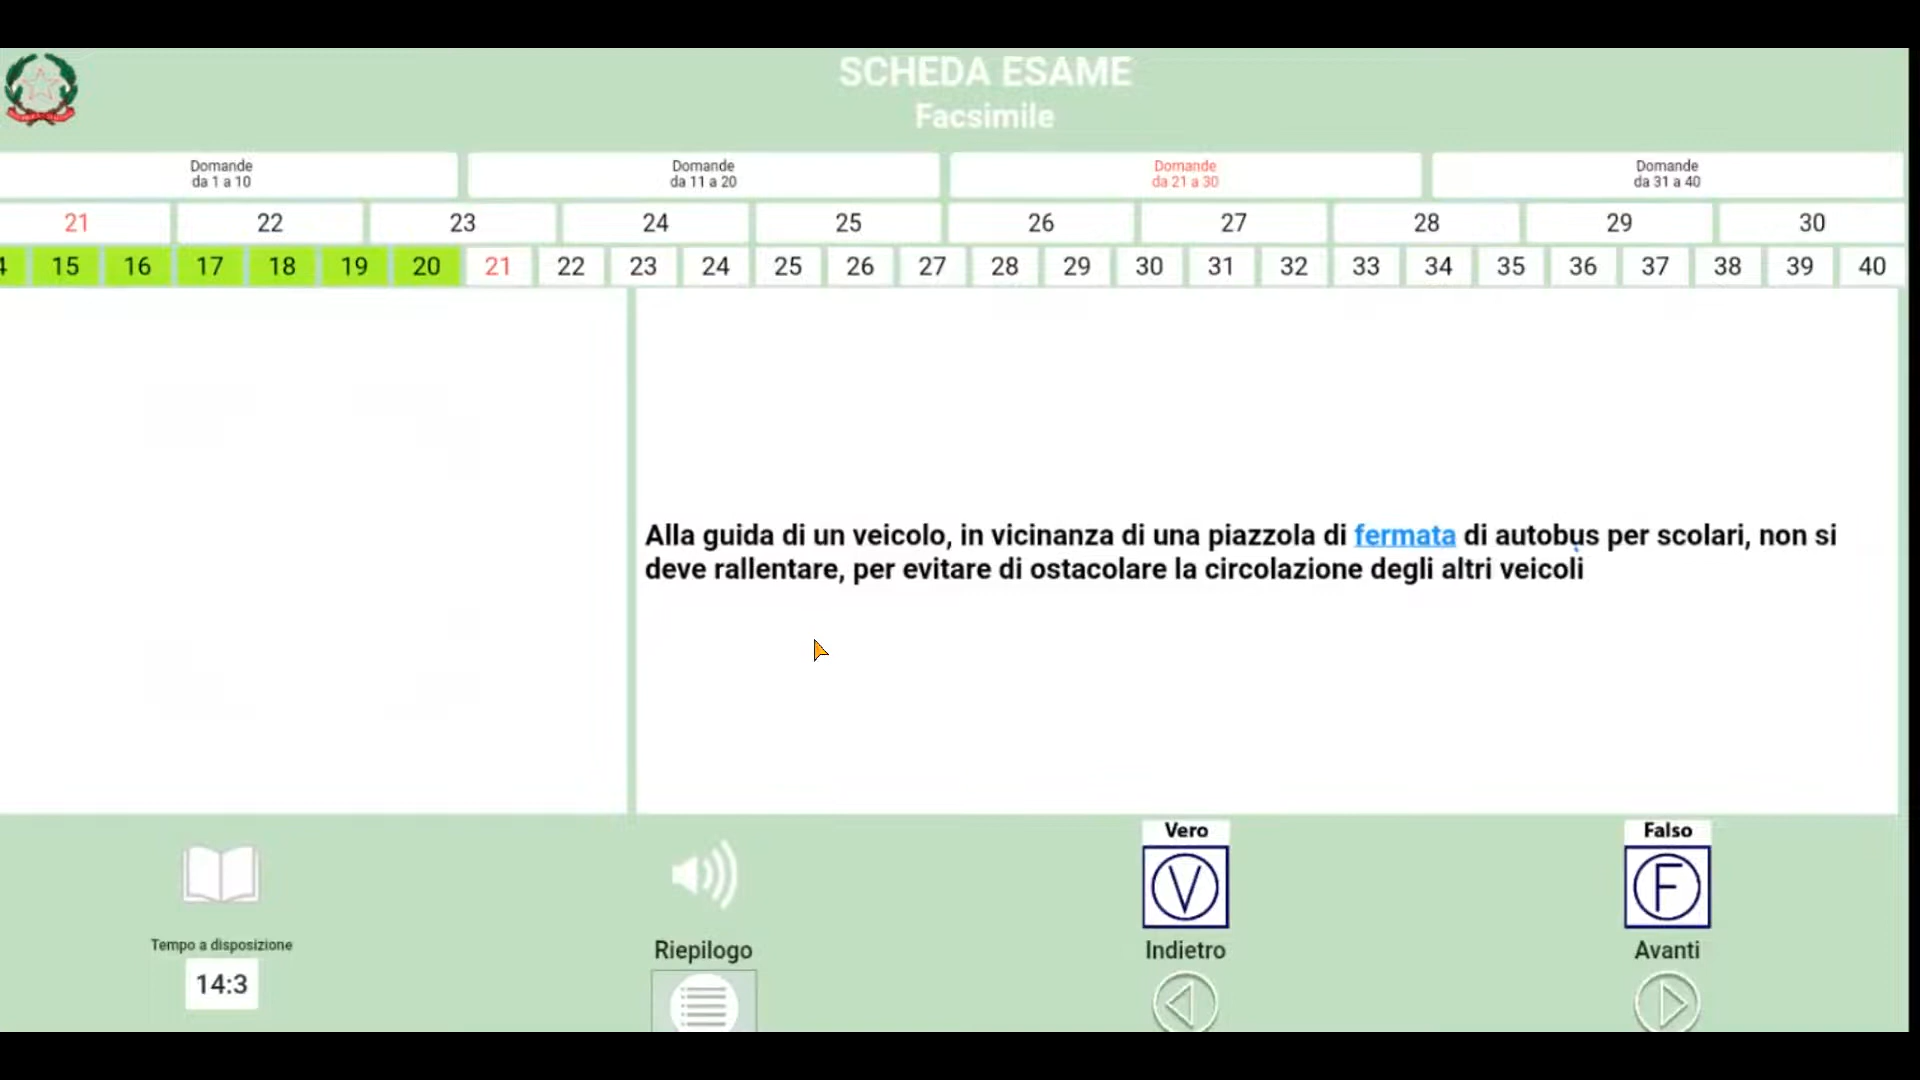 SCHEDA ESAME
Facsimile
Domande
da 1 a 10
Domande
da 11 a 20
Domande
da 21 a 30
Domande
da 31 a 40
21 22 23 24 25 26 27 28 29 30
4 15 16 17 18 19 20 21 22 23 24 25 26 27 28 29 30 31 32 33 34 35 36 37 38 39 40
Alla guida di un veicolo, in vicinanza di una piazzola di fermata di autobus per scolari, non si
deve rallentare, per evitare di ostacolare la circolazione degli altri veicoli
Vero
V
Falso
F
Tempo a disposizione
14:3
Riepilogo
Indietro
Avanti